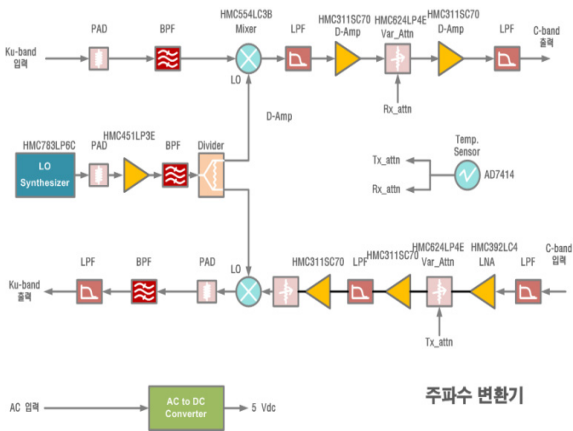 HMC554LC3B
Mixer
HMC311SC70
D-Amp
HMC624LP4E
Var_Attn
HMC311SC70
D-Amp
Ku-band
입력
PAD
BPF
LPF
LPF
C-band
출력
LO
Rx_attn
D-Amp
HMC783LP6C
LO
Synthesizer
PAD
HMC451LP3E
BPF
Divider
Temp.
Sensor
Tx_attn
Rx_attn
AD7414
Ku-band
출력
LPF
BPF
PAD
LO
HMC311SC70
LPF
HMC311SC70
HMC624LP4E
Var_Attn
HMC392LC4
LNA
LPF
C-band
입력
Tx_attn
주파수 변환기
AC 입력
AC to DC
Converter
5 Vdc